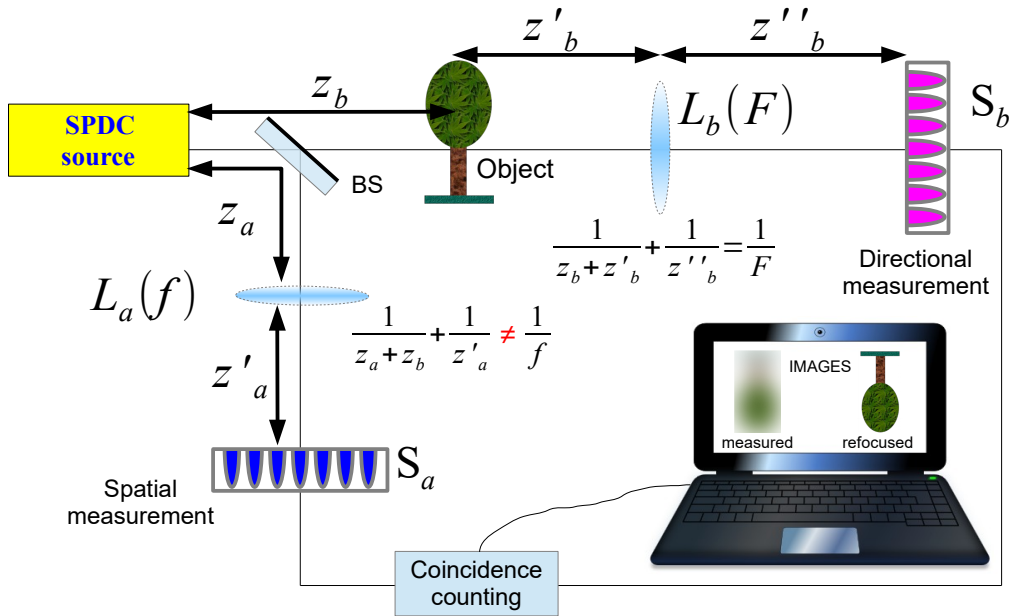 z'_b
z''_b
z_b
SPDC
source
BS
Object
L_b(F)
S_b
z_a
1/(z_b+z'_b)+1/z''_b=1/F
Directional
measurement
L_a(f)
1/(z_a+z_b)+1/z'_a≠1/f
z'_a
IMAGES
measured
refocused
S_a
Spatial
measurement
Coincidence
counting